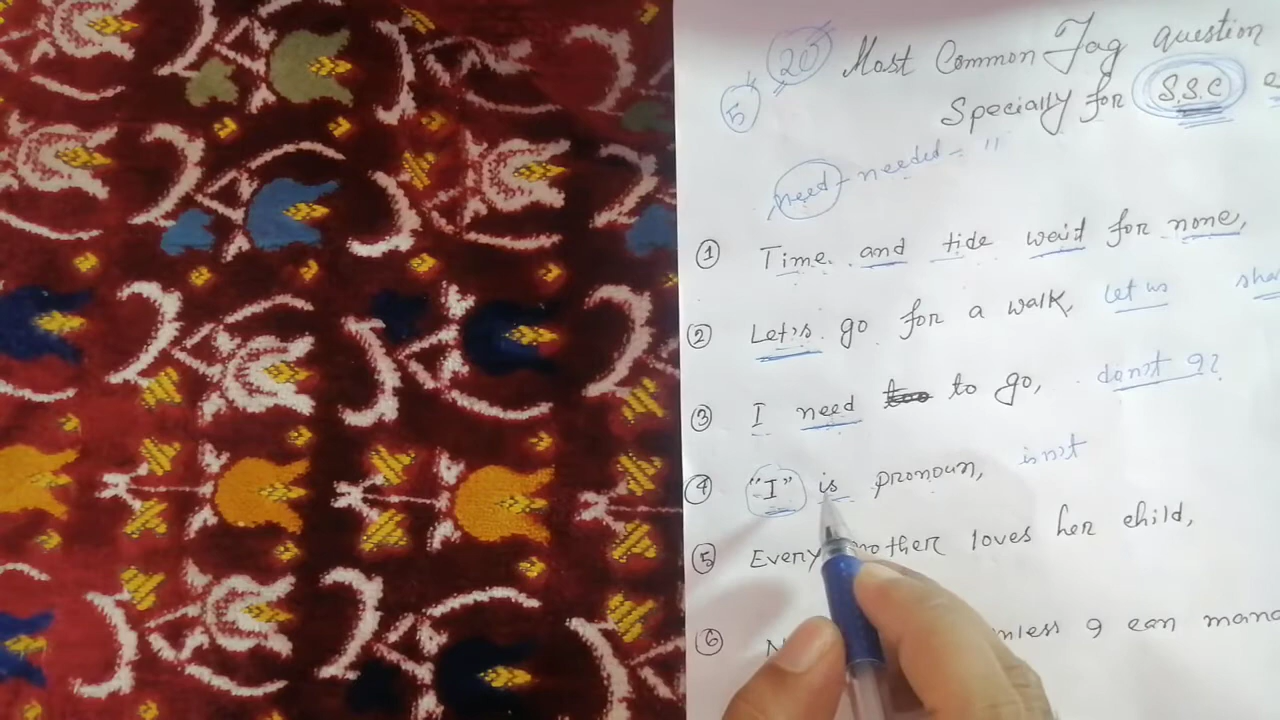 20 Most Common Tag question
5 Specially for S.S.C
need - needed - "
① Time and tide wait for none,
② Let's go for a walk, let us
③ I need to go, don't I?
④ "I" is pronoun, isn't
⑤ Every mother loves her child,
⑥ unless I can